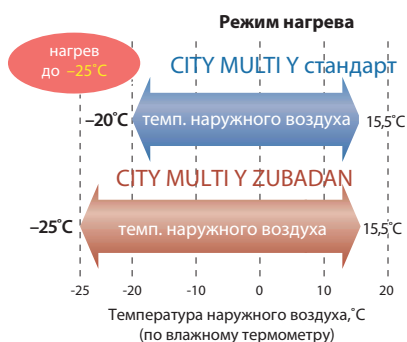 Режим нагрева
нагрев
до –25˚C
CITY MULTI Y стандарт
–20˚C
темп. наружного воздуха
15,5˚C
CITY MULTI Y ZUBADAN
–25˚C
темп. наружного воздуха
15,5˚C
-25 -20 -10 0 10 20
Температура наружного воздуха,˚C
(по влажному термометру)